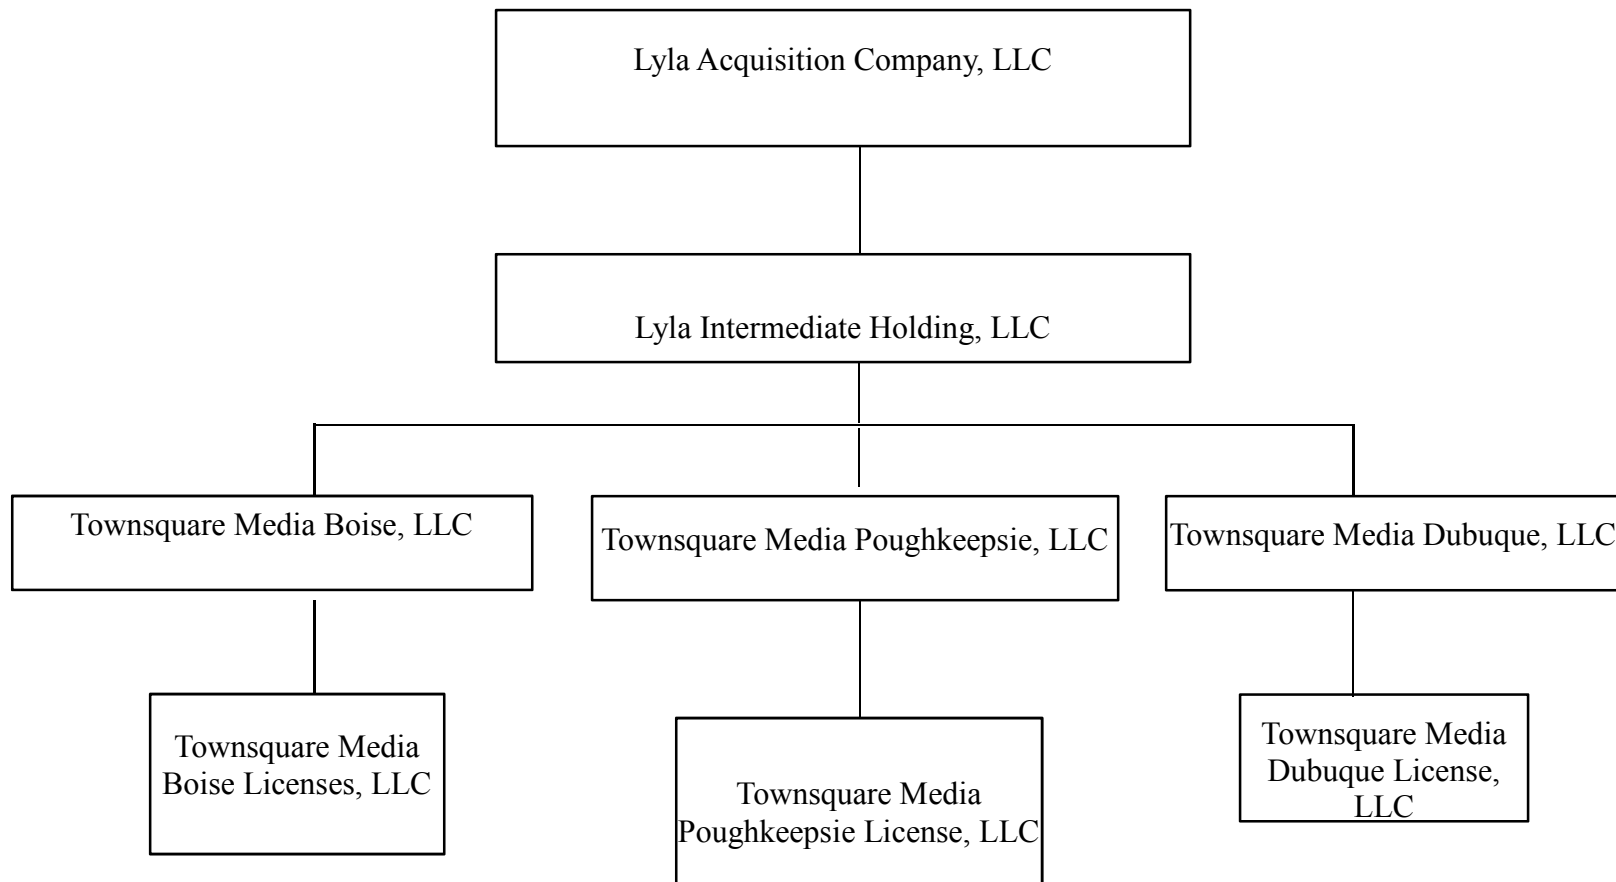 Lyla Acquisition Company, LLC
Lyla Intermediate Holding, LLC
Townsquare Media Boise, LLC
Townsquare Media Poughkeepsie, LLC
Townsquare Media Dubuque, LLC
Townsquare Media
Boise Licenses, LLC
Townsquare Media
Poughkeepsie License, LLC
Townsquare Media
Dubuque License,
LLC